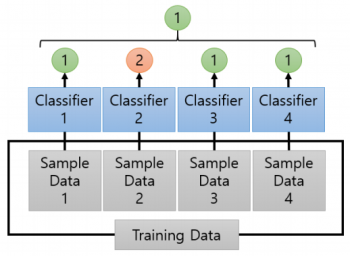 1
1 2 1 1
Classifier Classifier Classifier Classifier
1 2 3 4
Sample Sample Sample Sample
Data Data Data Data
1 2 3 4
Training Data